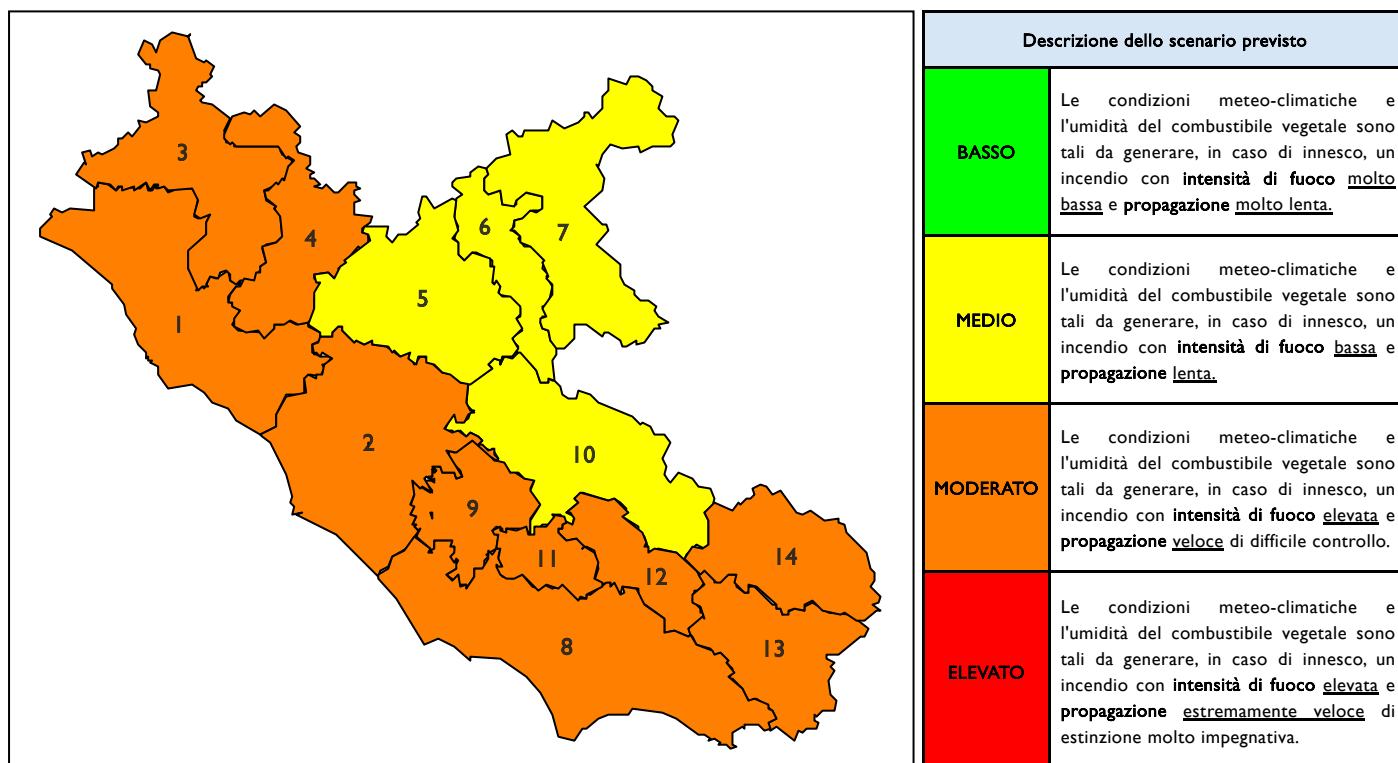 3
4
6
7
5
1
2
10
9
11
12
14
8
13
Descrizione dello scenario previsto
BASSO
Le condizioni meteo-climatiche e
l'umidità del combustibile vegetale sono
tali da generare, in caso di innesco, un
incendio con intensità di fuoco molto
bassa e propagazione molto lenta.
MEDIO
Le condizioni meteo-climatiche e
l'umidità del combustibile vegetale sono
tali da generare, in caso di innesco, un
incendio con intensità di fuoco bassa e
propagazione lenta.
MODERATO
Le condizioni meteo-climatiche e
l'umidità del combustibile vegetale sono
tali da generare, in caso di innesco, un
incendio con intensità di fuoco elevata e
propagazione veloce di difficile controllo.
ELEVATO
Le condizioni meteo-climatiche e
l'umidità del combustibile vegetale sono
tali da generare, in caso di innesco, un
incendio con intensità di fuoco elevata e
propagazione estremamente veloce di
estinzione molto impegnativa.